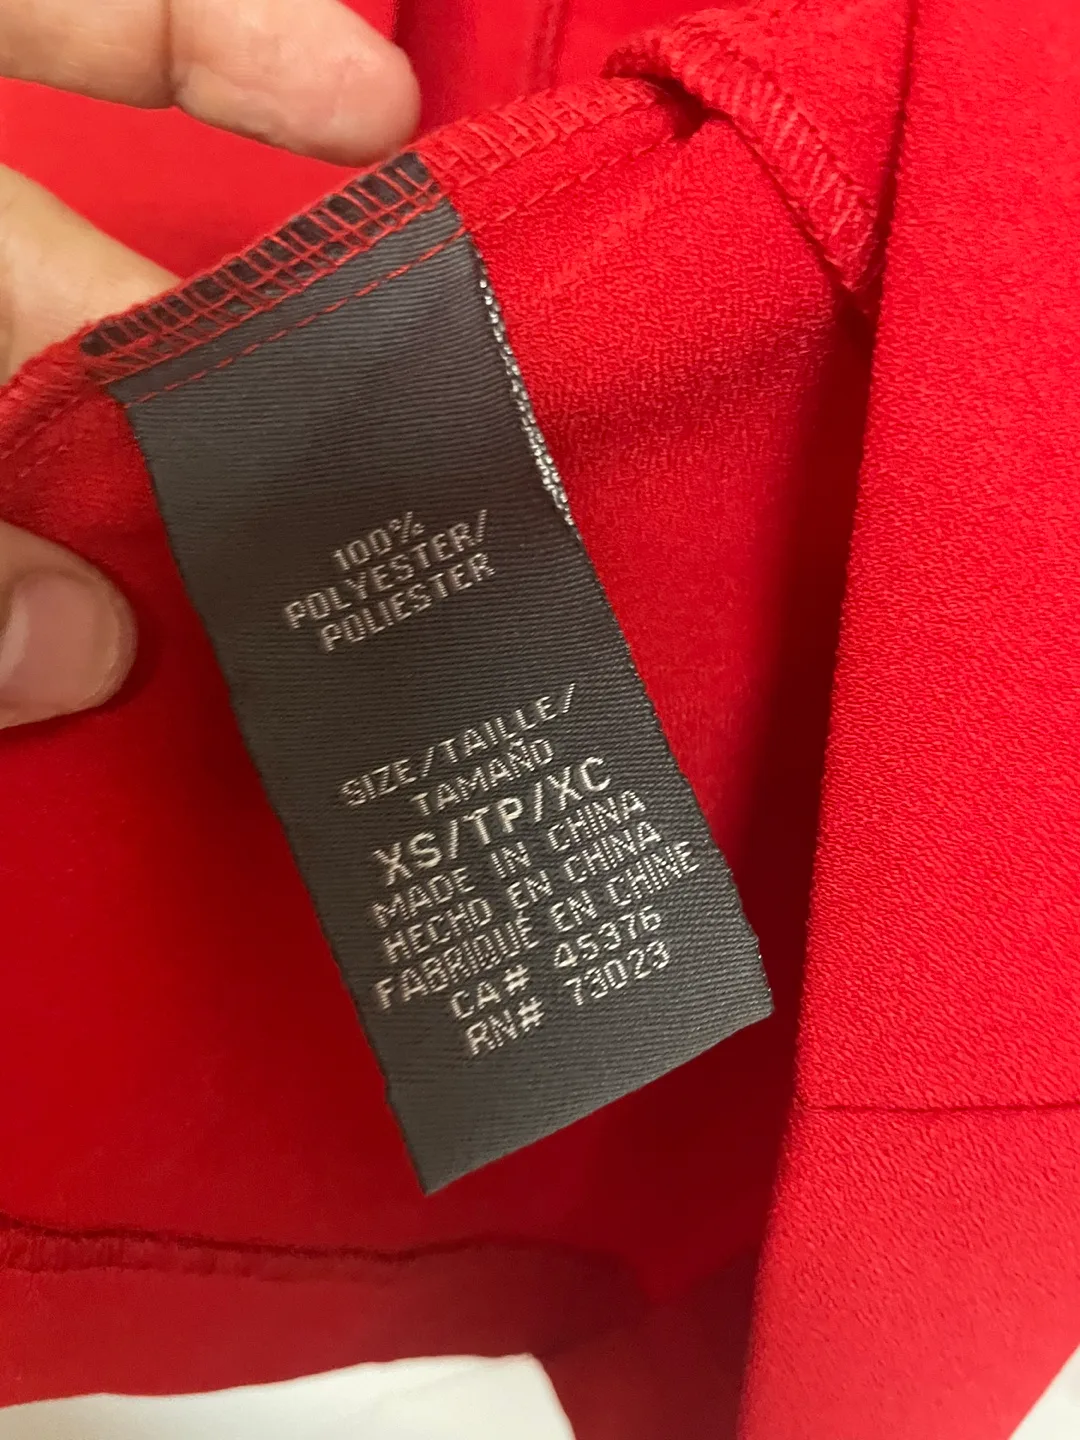 100%
POLYESTER/
POLIESTER
SIZE/TAILLE/
TAMAÑO
XS/TP/XC
MADE IN CHINA
HECHO EN CHINA
FABRIQUÉ EN CHINE
CA# 45376
RN# 73023